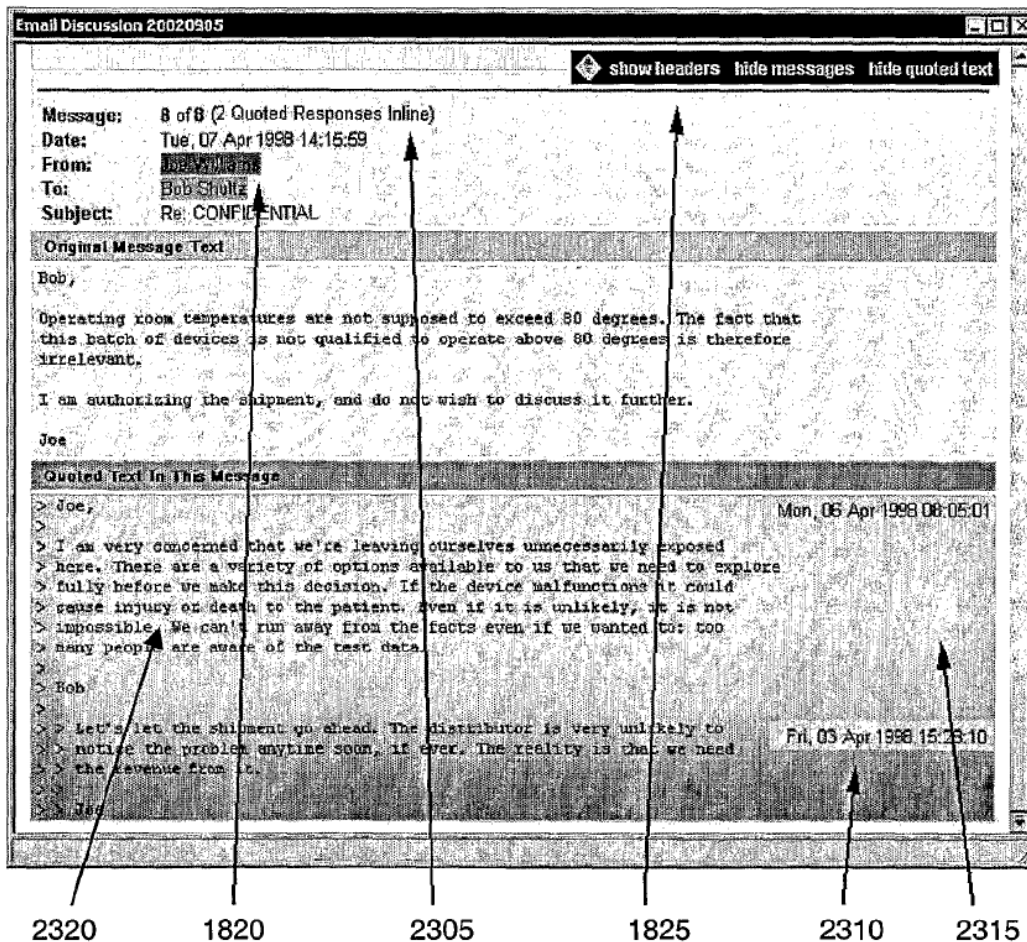 Email Discussion 20020905
show headers hide messages hide quoted text
Message: 8 of 8 (2 Quoted Responses Inline)
Date: Tue, 07 Apr 1998 14:15:59
From: Joe Williams
To: Bob Shultz
Subject: Re: CONFIDENTIAL
Original Message Text
Bob,
Operating room temperatures are not supposed to exceed 80 degrees. The fact that
this batch of devices is not qualified to operate above 80 degrees is therefore
irrelevant.
I am authorizing the shipment, and do not wish to discuss it further.
Joe
Quoted Text In This Message
> Joe, Mon, 06 Apr 1998 08:05:01
>
> I am very concerned that we're leaving ourselves unnecessarily exposed
> here. There are a variety of options available to us that we need to explore
> fully before we make this decision. If the device malfunctions it could
> cause injury or death to the patient. Even if it is unlikely, it is not
> impossible. We can't run away from the facts even if we wanted to: too
> many people are aware of the test data.
>
> Bob
>
> > Let's let the shipment go ahead. The distributor is very unlikely to
> > notice the problem anytime soon, if ever. The reality is that we need Fri, 03 Apr 1998 15:23:10
> > the revenue from it.
> >
> > Joe
2320 1820 2305 1825 2310 2315